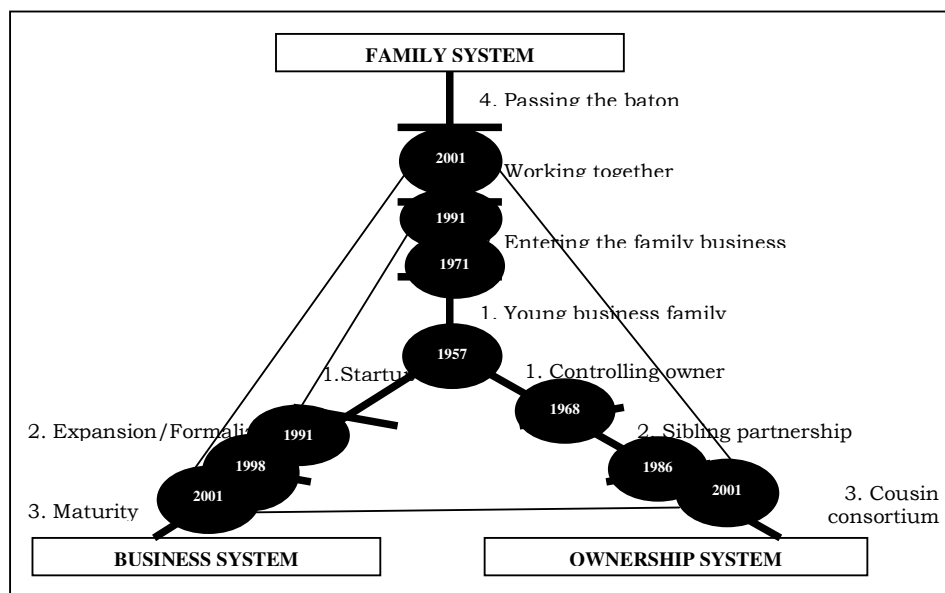 FAMILY SYSTEM
4. Passing the baton
2001
Working together
1991
Entering the family business
1971
1. Young business family
1957
1.Startup
1. Controlling owner
1968
2. Expansion/Formali
1991
2. Sibling partnership
1998
1986
2001
2001
3. Maturity
3. Cousin
consortium
BUSINESS SYSTEM
OWNERSHIP SYSTEM